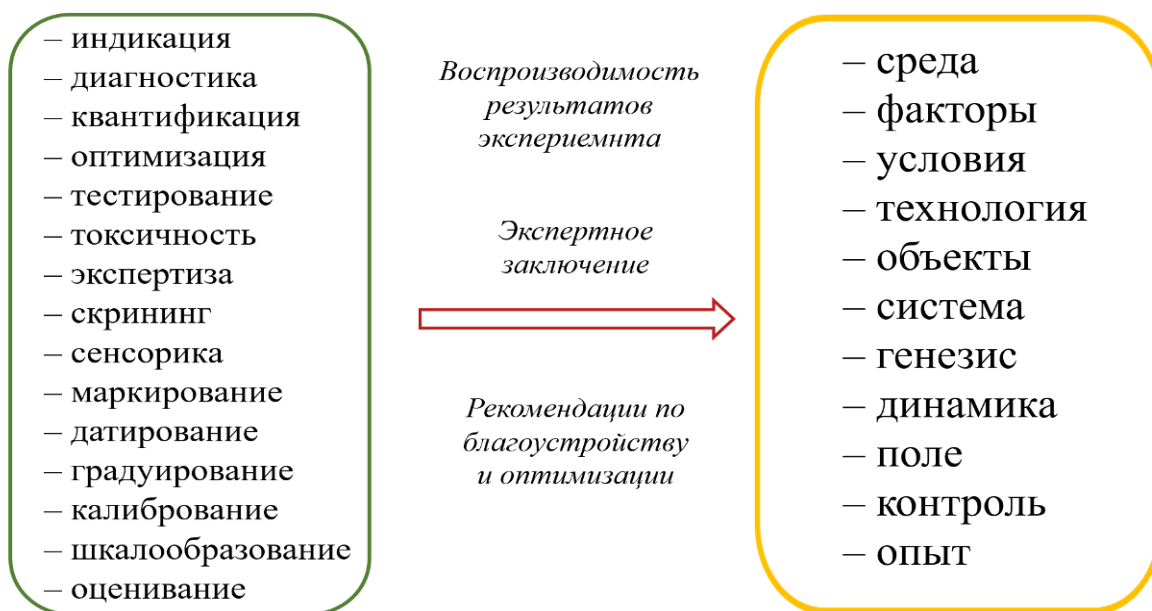 – индикация
– диагностика
– квантификация
– оптимизация
– тестирование
– токсичность
– экспертиза
– скрининг
– сенсорика
– маркирование
– датирование
– градуирование
– калибрование
– шкалообразование
– оценивание
Воспроизводимость
результатов
экспериемнта
Экспертное
заключение
Рекомендации по
благоустройству
и оптимизации
– среда
– факторы
– условия
– технология
– объекты
– система
– генезис
– динамика
– поле
– контроль
– опыт